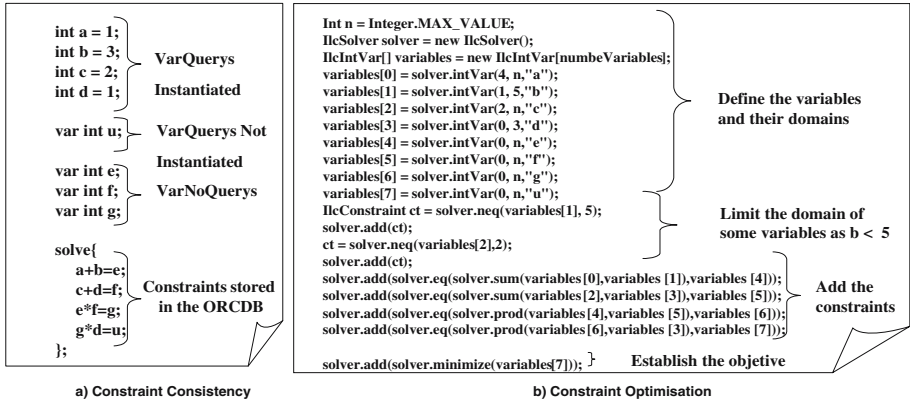 int a = 1;
int b = 3;
int c = 2;
int d = 1;
VarQuerys
Instantiated
var int u;
VarQuerys Not
Instantiated
var int e;
var int f;
var int g;
VarNoQuerys
solve{
a+b=e;
c+d=f;
e*f=g;
g*d=u;
};
Constraints stored
in the ORCDB
a) Constraint Consistency
Int n = Integer.MAX_VALUE;
IlcSolver solver = new IlcSolver();
IlcIntVar[] variables = new IlcIntVar[numbeVariables];
variables[0] = solver.intVar(4, n,"a");
variables[1] = solver.intVar(1, 5,"b");
variables[2] = solver.intVar(2, n,"c");
variables[3] = solver.intVar(0, 3,"d");
variables[4] = solver.intVar(0, n,"e");
variables[5] = solver.intVar(0, n,"f");
variables[6] = solver.intVar(0, n,"g");
variables[7] = solver.intVar(0, n,"u");
Define the variables
and their domains
IlcConstraint ct = solver.neq(variables[1], 5);
solver.add(ct);
ct = solver.neq(variables[2],2);
solver.add(ct);
Limit the domain of
some variables as b < 5
solver.add(solver.eq(solver.sum(variables[0],variables [1]),variables [4]));
solver.add(solver.eq(solver.sum(variables[2],variables [3]),variables [5]));
solver.add(solver.eq(solver.prod(variables[4],variables [5]),variables [6]));
solver.add(solver.eq(solver.prod(variables[6],variables [3]),variables [7]));
Add the
constraints
solver.add(solver.minimize(variables[7]));
Establish the objetive
b) Constraint Optimisation